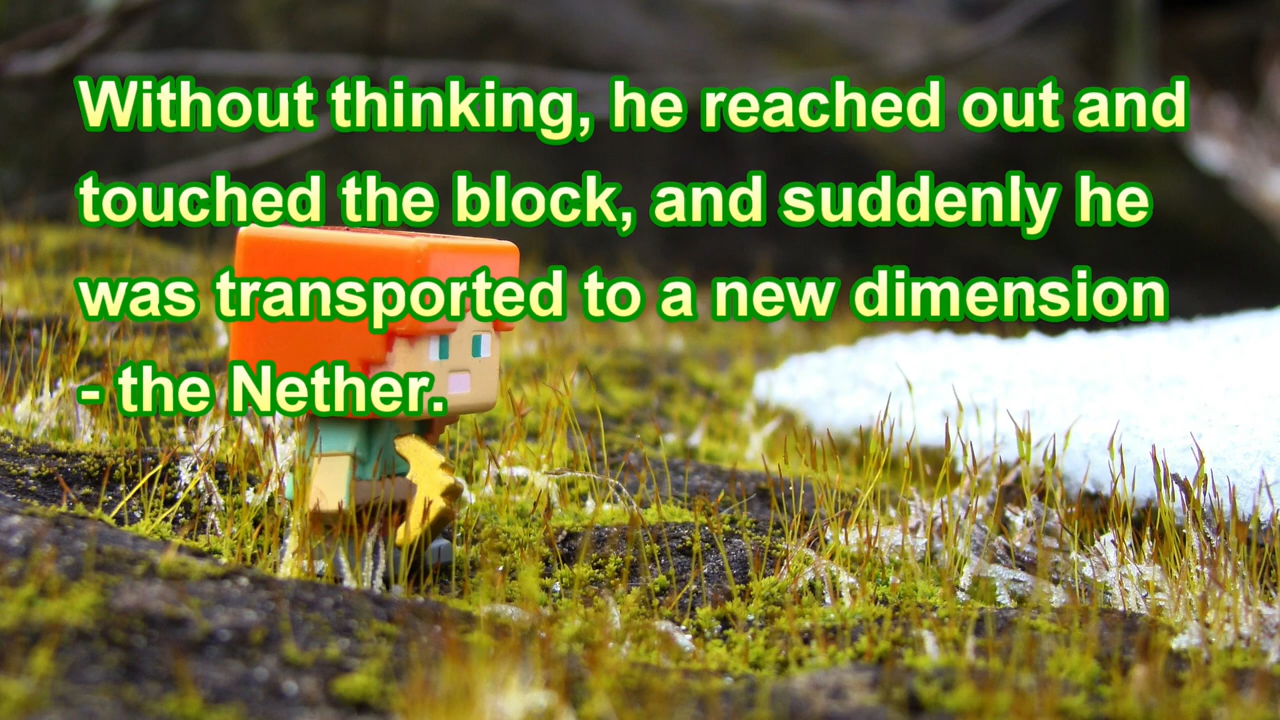 Without thinking, he reached out and
touched the block, and suddenly he
was transported to a new dimension
- the Nether.